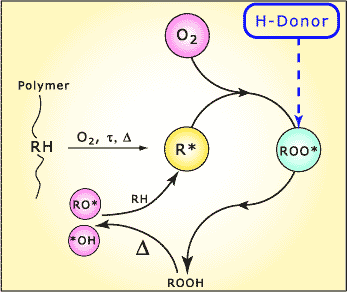 H-Donor
O₂
Polymer
RH
O₂, τ, Δ
R*
ROO*
RO*
RH
*OH
Δ
ROOH